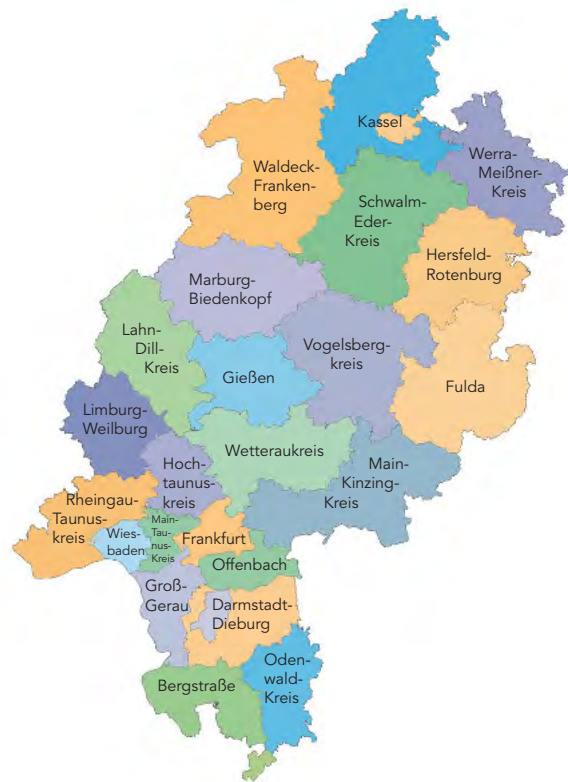 Kassel
Werra-
Meißner-
Kreis
Waldeck-
Franken-
berg
Schwalm-
Eder-
Kreis
Hersfeld-
Rotenburg
Marburg-
Biedenkopf
Lahn-
Dill-
Kreis
Gießen
Vogelsberg-
kreis
Fulda
Limburg-
Weilburg
Wetteraukreis
Hoch-
taunus-
kreis
Main-
Kinzing-
Kreis
Rheingau-
Taunus-
kreis
Wies-
baden
Main-
Tau-
nus-
Kreis
Frankfurt
Offenbach
Groß-
Gerau
Darmstadt-
Dieburg
Oden-
wald-
Kreis
Bergstraße